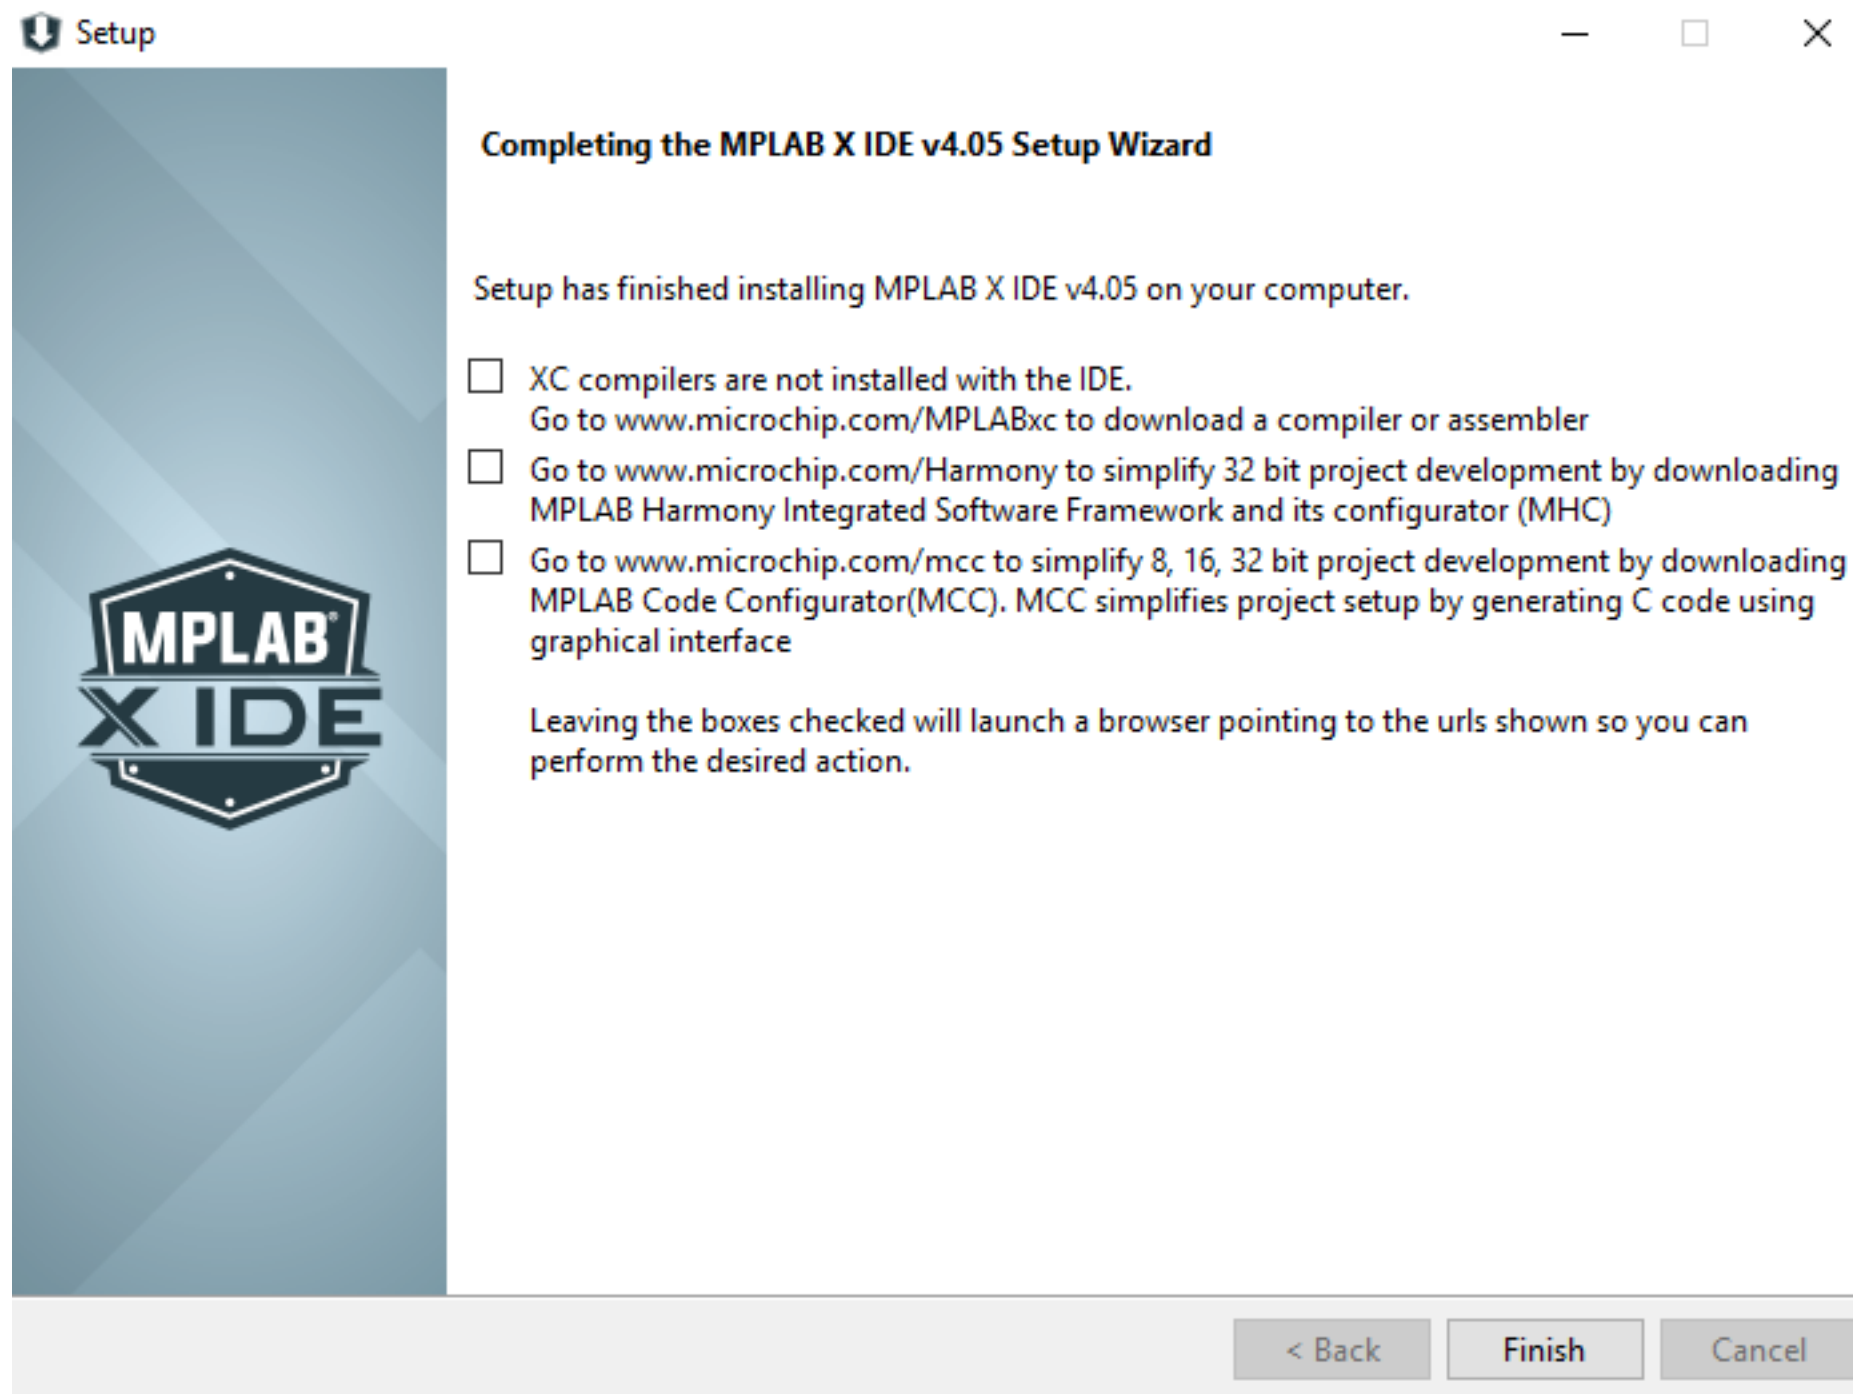 Setup
Completing the MPLAB X IDE v4.05 Setup Wizard
Setup has finished installing MPLAB X IDE v4.05 on your computer.
XC compilers are not installed with the IDE.
Go to www.microchip.com/MPLABxc to download a compiler or assembler
Go to www.microchip.com/Harmony to simplify 32 bit project development by downloading
MPLAB Harmony Integrated Software Framework and its configurator (MHC)
Go to www.microchip.com/mcc to simplify 8, 16, 32 bit project development by downloading
MPLAB Code Configurator(MCC). MCC simplifies project setup by generating C code using
graphical interface
Leaving the boxes checked will launch a browser pointing to the urls shown so you can
perform the desired action.
MPLAB®
X IDE
< Back
Finish
Cancel